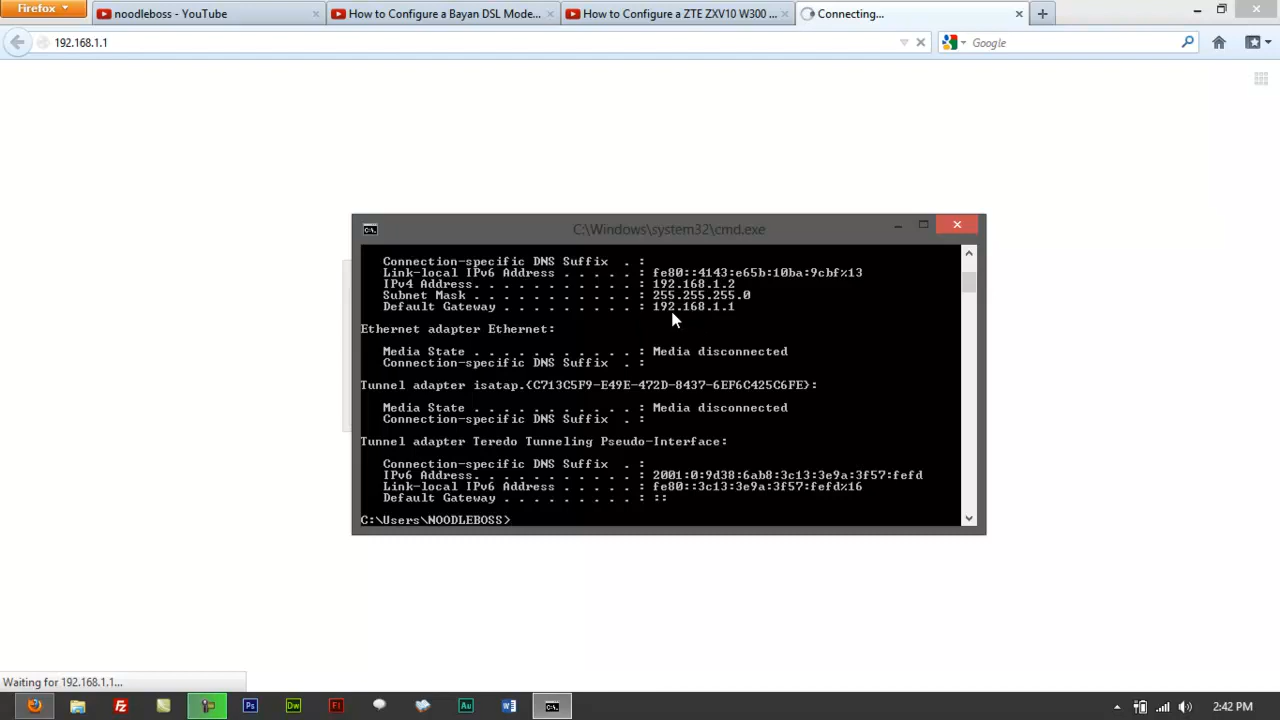 Firefox
noodleboss - YouTube
How to Configure a Bayan DSL Mode...
How to Configure a ZTE ZXV10 W300 ...
Connecting...
192.168.1.1
Google
C:\Windows\system32\cmd.exe
Connection-specific DNS Suffix . :
Link-local IPv6 Address . . . . . : fe80::4143:e65b:10ba:9cbf%13
IPv4 Address. . . . . . . . . . . : 192.168.1.2
Subnet Mask . . . . . . . . . . . : 255.255.255.0
Default Gateway . . . . . . . . . : 192.168.1.1
Ethernet adapter Ethernet:
Media State . . . . . . . . . . . : Media disconnected
Connection-specific DNS Suffix . :
Tunnel adapter isatap.{C713C5F9-E49E-472D-8437-6EF6C425C6FE}:
Media State . . . . . . . . . . . : Media disconnected
Connection-specific DNS Suffix . :
Tunnel adapter Teredo Tunneling Pseudo-Interface:
Connection-specific DNS Suffix . :
IPv6 Address. . . . . . . . . . . : 2001:0:9d38:6ab8:3c13:3e9a:3f57:fefd
Link-local IPv6 Address . . . . . : fe80::3c13:3e9a:3f57:fefd%16
Default Gateway . . . . . . . . . : ::
C:\Users\NOODLEBOSS>
Waiting for 192.168.1.1...
Fz
Ps
Dw
Fl
Au
W
C:\.
2:42 PM